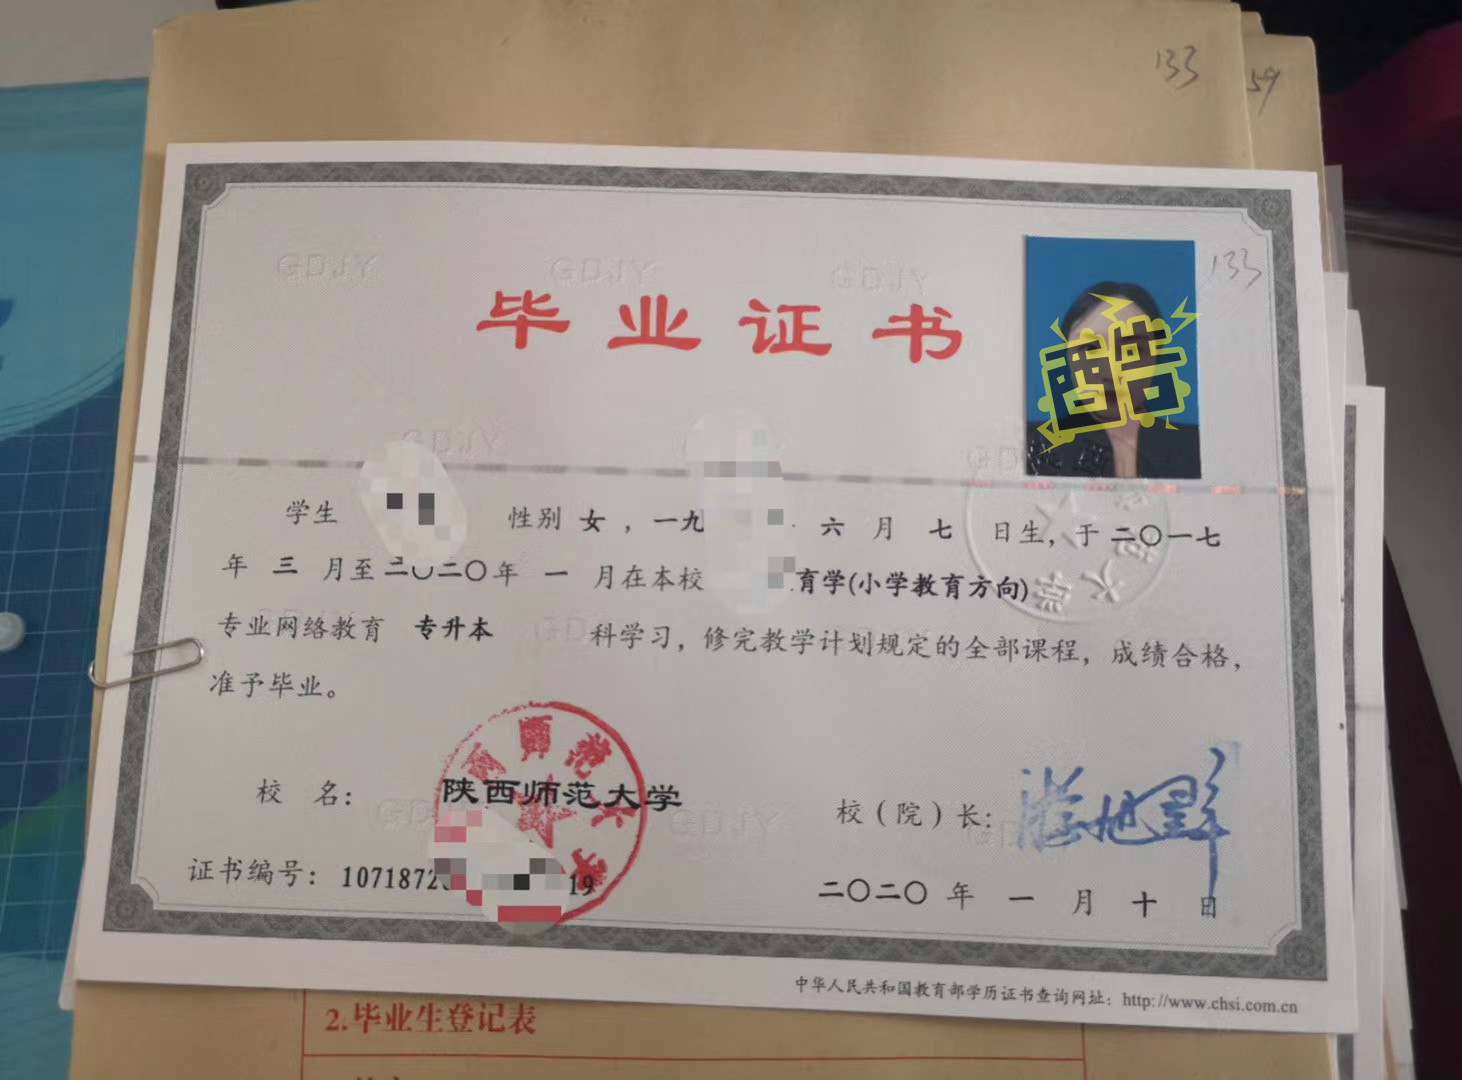 133
59
GDJY GDJY GDJY
133
毕业证书
酷
GDJY
学生 性别 女 ，一九 六 月 七 日生，于 二〇一七
年 三 月至 二〇二〇年 一 月在本校 育学(小学教育方向)
专业网络教育 专升本 科学习，修完教学计划规定的全部课程，成绩合格，
准予毕业。
校 名： 陕西师范大学
校（院）长：
证书编号： 1071872 19
二〇二〇 年 一 月 十 日
中华人民共和国教育部学历证书查询网址：http://www.chsi.com.cn
2.毕业生登记表